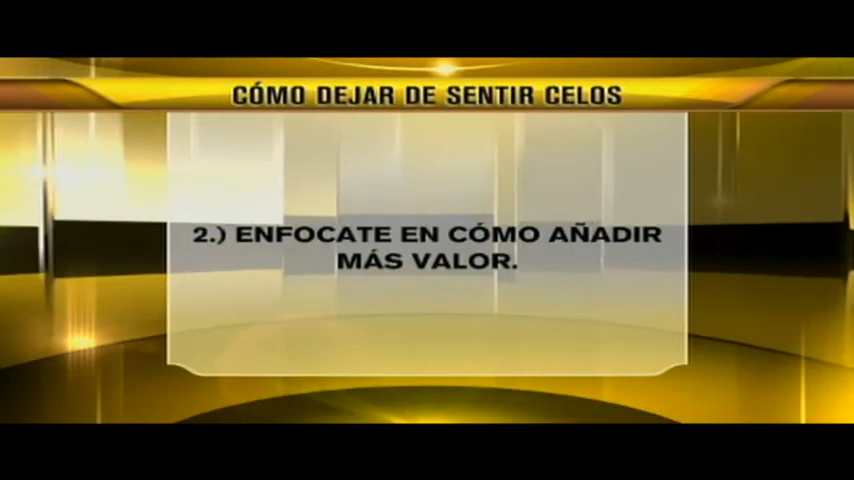 CÓMO DEJAR DE SENTIR CELOS
2.) ENFOCATE EN CÓMO AÑADIR
MÁS VALOR.